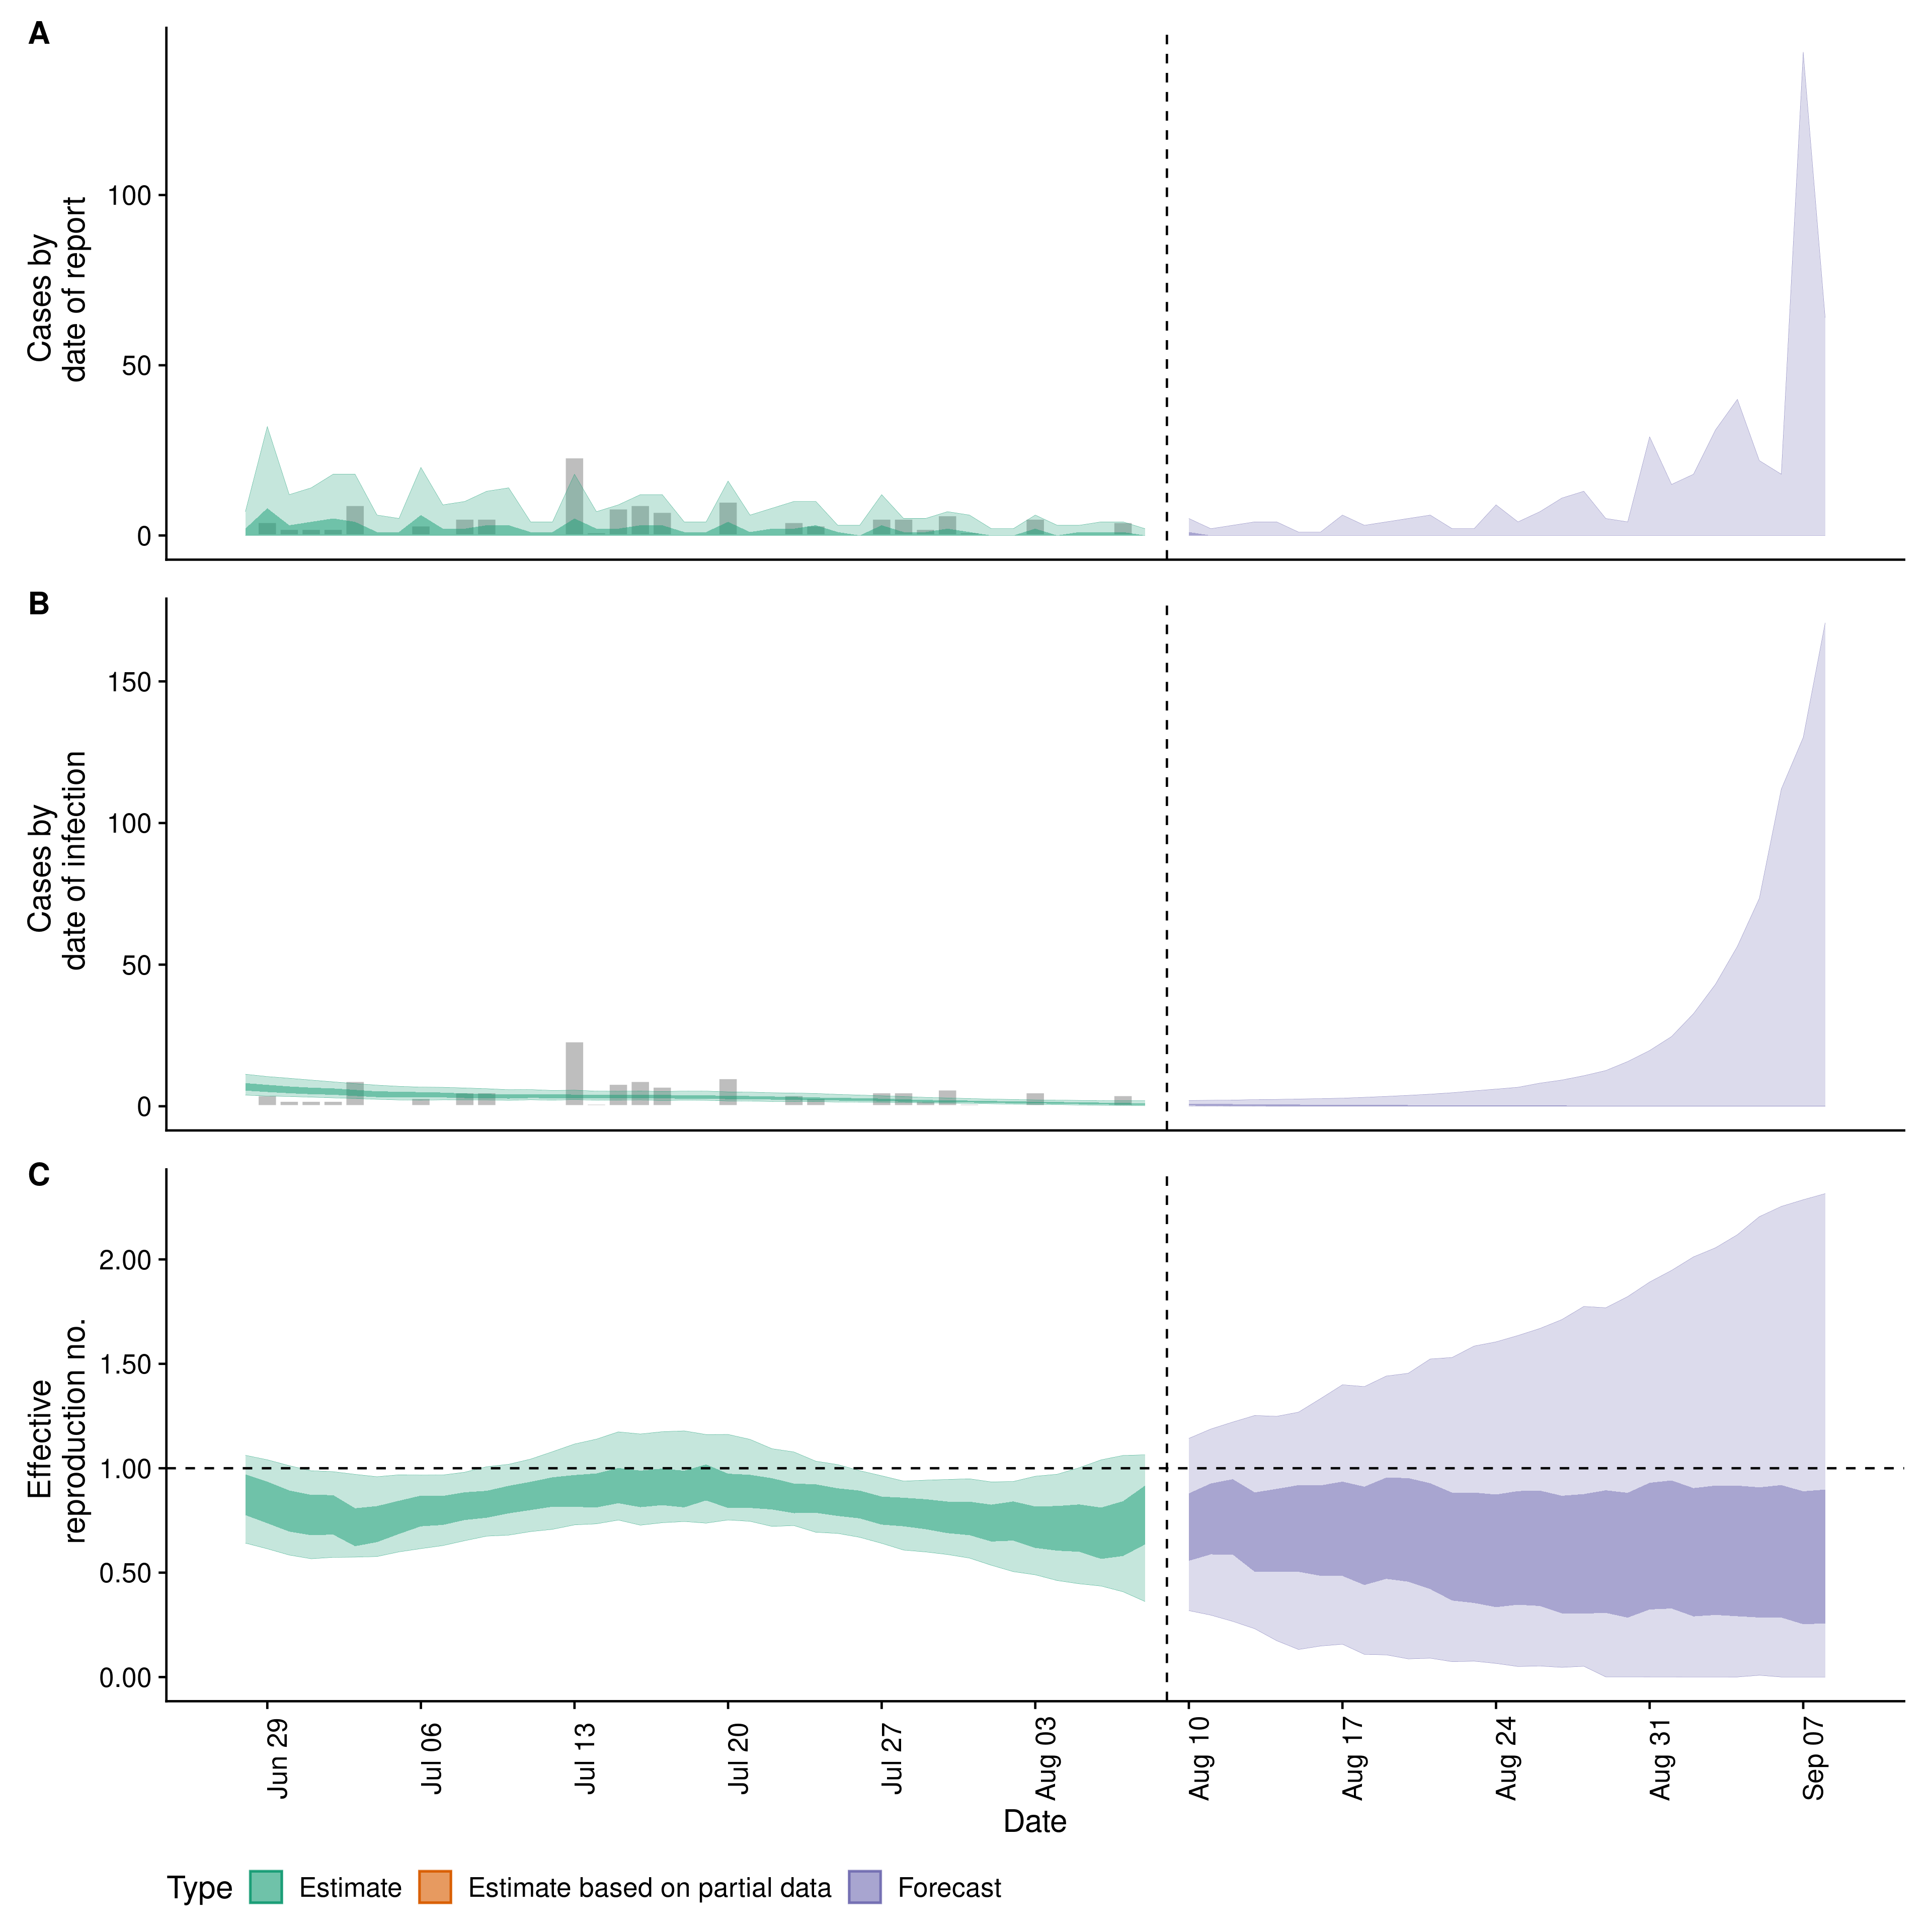 A
Cases by
date of report
100
50
0
B
Cases by
date of infection
150
100
50
0
C
Effective
reproduction no.
2.00
1.50
1.00
0.50
0.00
Jun 29
Jul 06
Jul 13
Jul 20
Jul 27
Aug 03
Aug 10
Aug 17
Aug 24
Aug 31
Sep 07
Date
Type Estimate Estimate based on partial data Forecast